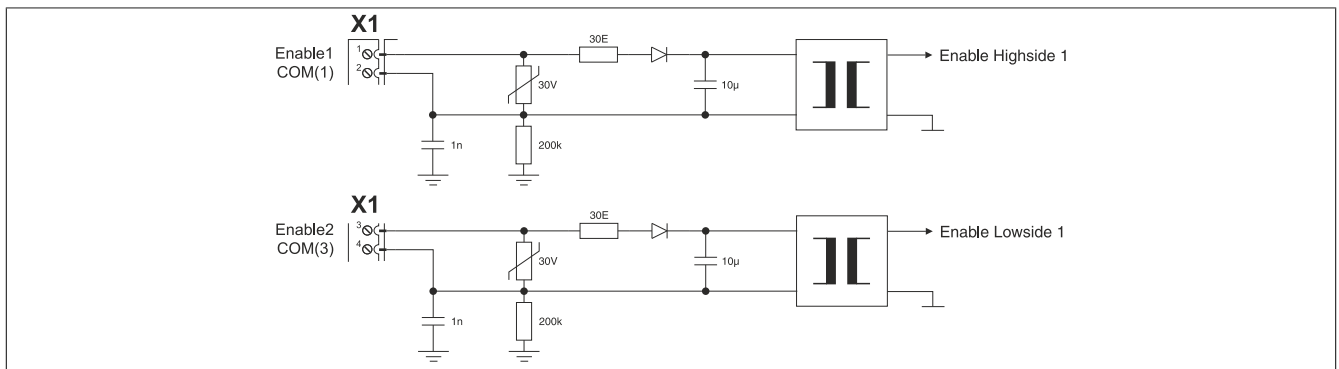 X1
Enable1
COM(1)
1
2
30E
30V
10µ
1n
200k
Enable Highside 1
X1
Enable2
COM(3)
3
4
30E
30V
10µ
1n
200k
Enable Lowside 1